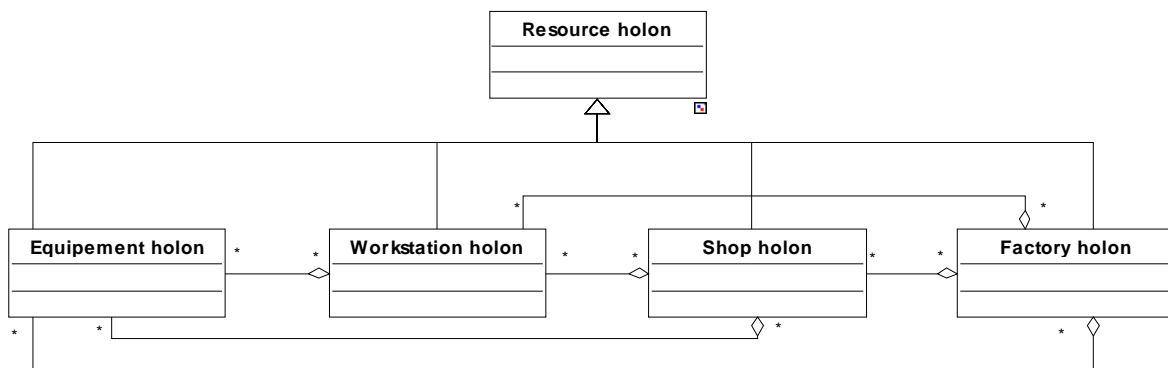 Resource holon
* *
Equipement holon * * Workstation holon * * Shop holon * * Factory holon
* * * *